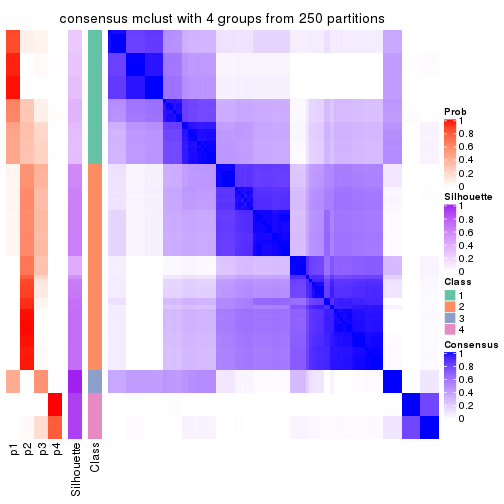 consensus mclust with 4 groups from 250 partitions
Prob
1
0.8
0.6
0.4
0.2
0
Silhouette
1
0.8
0.6
0.4
0.2
0
Class
1
2
3
4
Consensus
1
0.8
0.6
0.4
0.2
0
p1
p2
p3
p4
Silhouette
Class